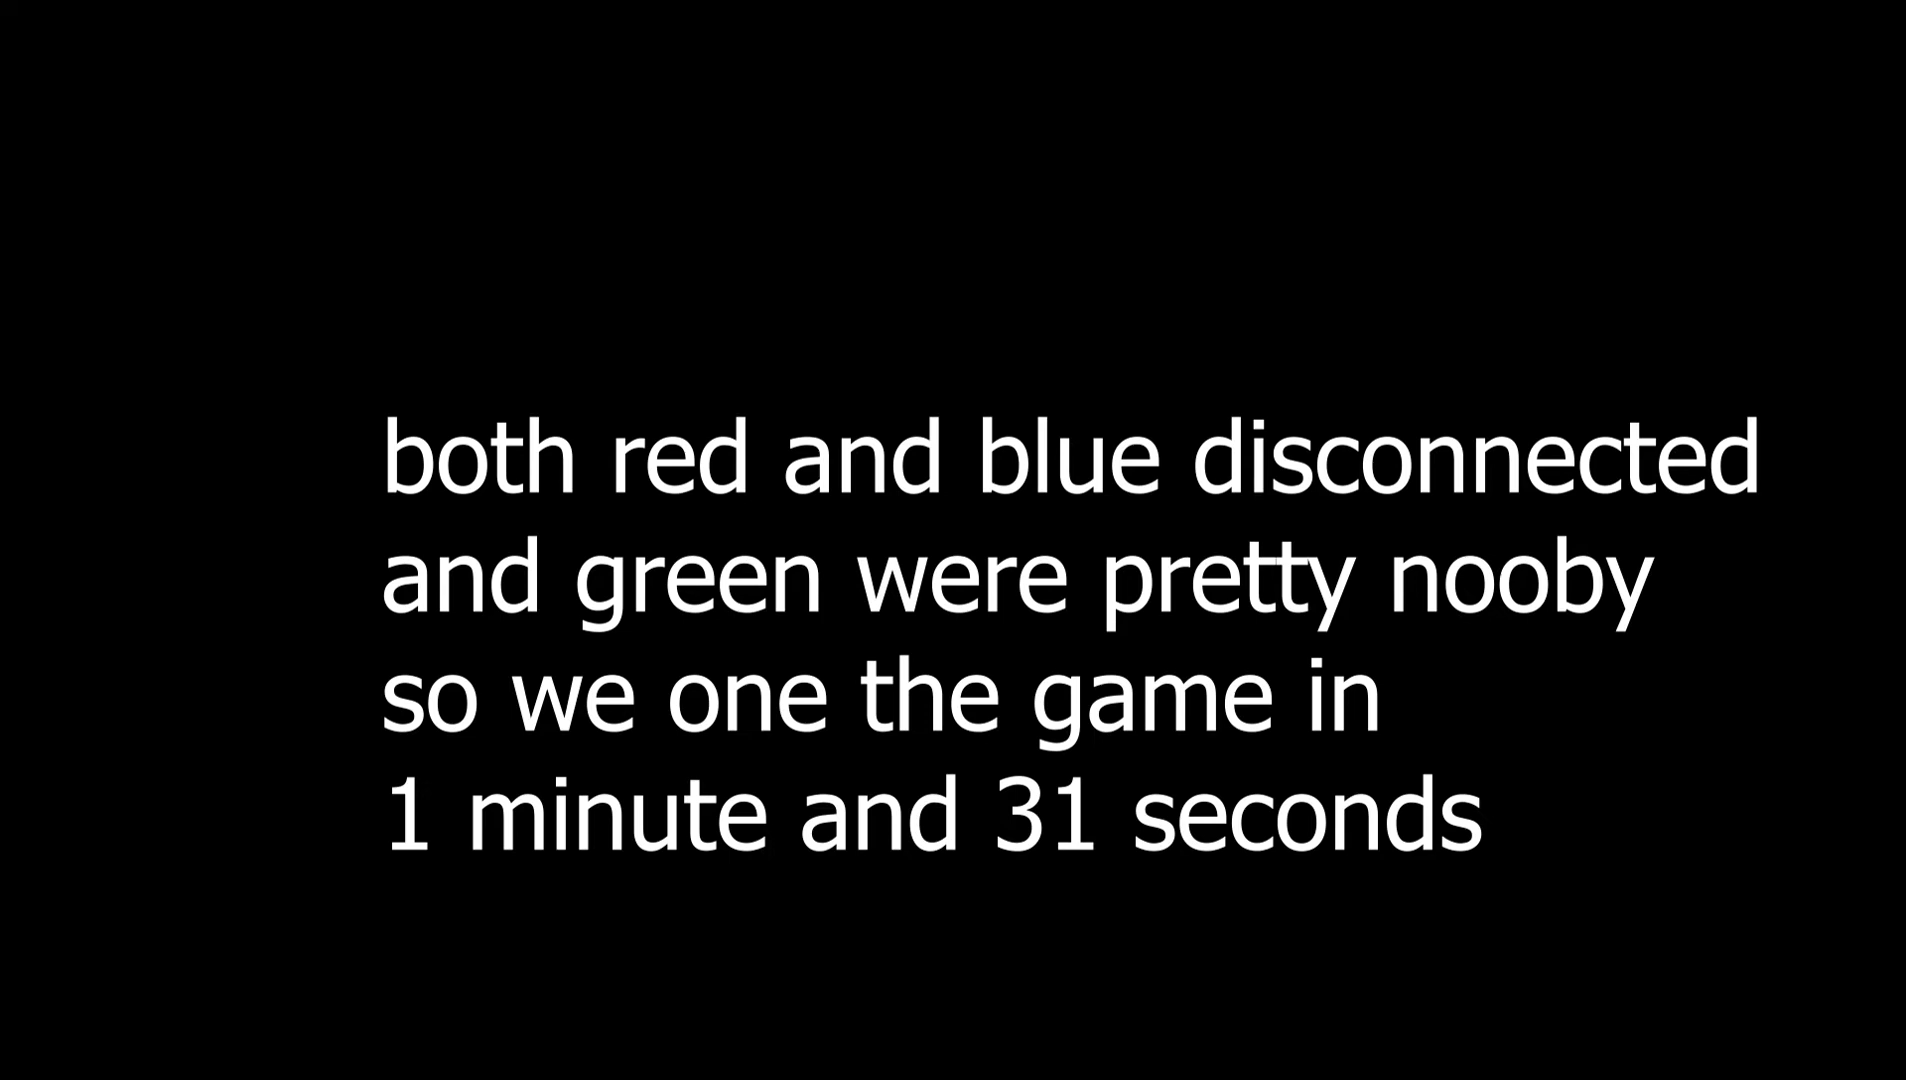 both red and blue disconnected
and green were pretty nooby
so we one the game in
1 minute and 31 seconds